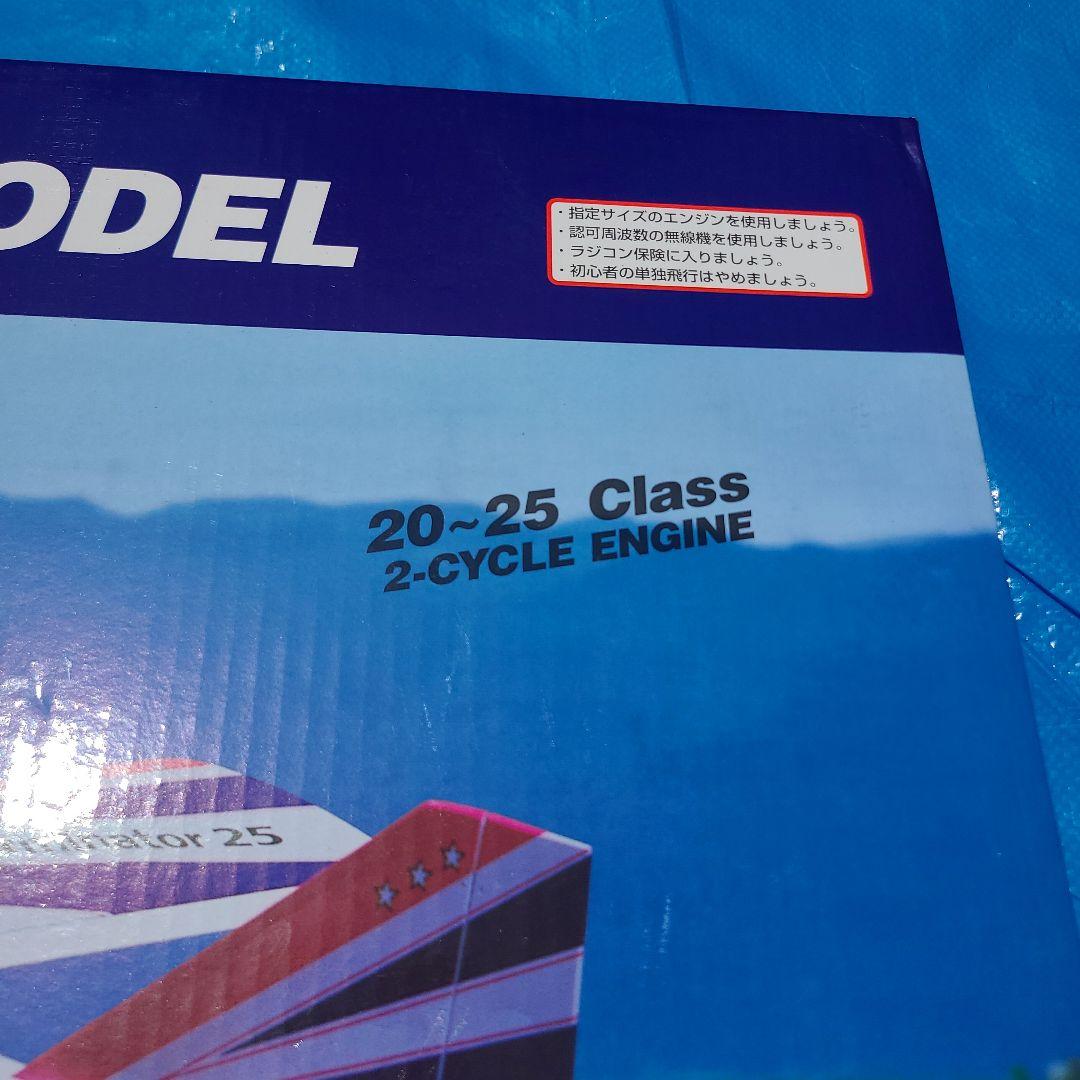 ODEL
・指定サイズのエンジンを使用しましょう。
・認可周波数の無線機を使用しましょう。
・ラジコン保険に入りましょう。
・初心者の単独飛行はやめましょう。
20~25 Class
2-CYCLE ENGINE
25